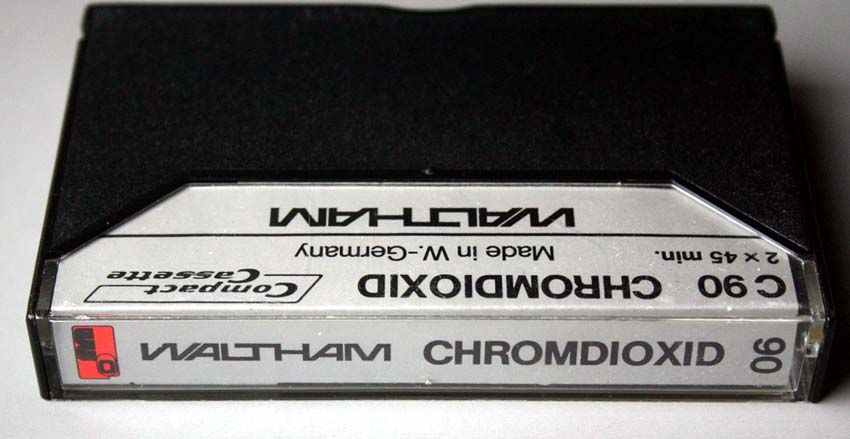 C 90 CHROMDIOXID
Compact
Cassette
2 × 45 min. Made in W.-Germany
WALTHAM
WALTHAM CHROMDIOXID 90